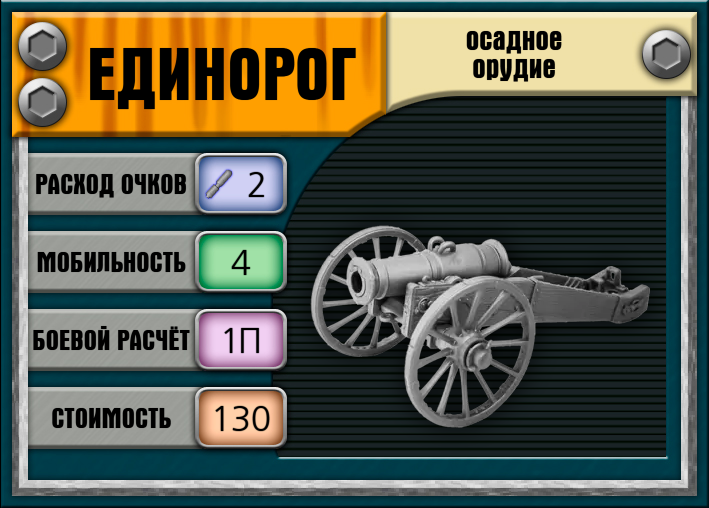 ЕДИНОРОГ
осадное
орудие
РАСХОД ОЧКОВ 2
МОБИЛЬНОСТЬ 4
БОЕВОЙ РАСЧЁТ 1П
СТОИМОСТЬ 130